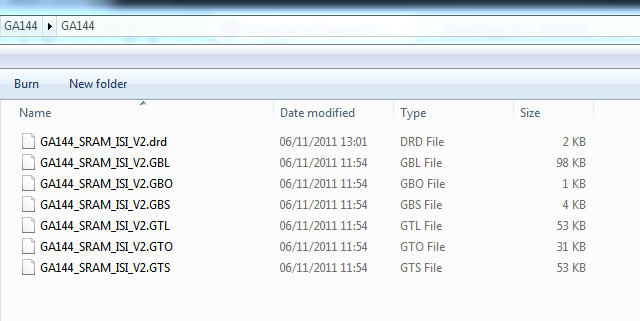 GA144 GA144
Burn New folder
Name Date modified Type Size
GA144_SRAM_ISI_V2.drd 06/11/2011 13:01 DRD File 2 KB
GA144_SRAM_ISI_V2.GBL 06/11/2011 11:54 GBL File 98 KB
GA144_SRAM_ISI_V2.GBO 06/11/2011 11:54 GBO File 1 KB
GA144_SRAM_ISI_V2.GBS 06/11/2011 11:54 GBS File 4 KB
GA144_SRAM_ISI_V2.GTL 06/11/2011 11:54 GTL File 53 KB
GA144_SRAM_ISI_V2.GTO 06/11/2011 11:54 GTO File 31 KB
GA144_SRAM_ISI_V2.GTS 06/11/2011 11:54 GTS File 53 KB